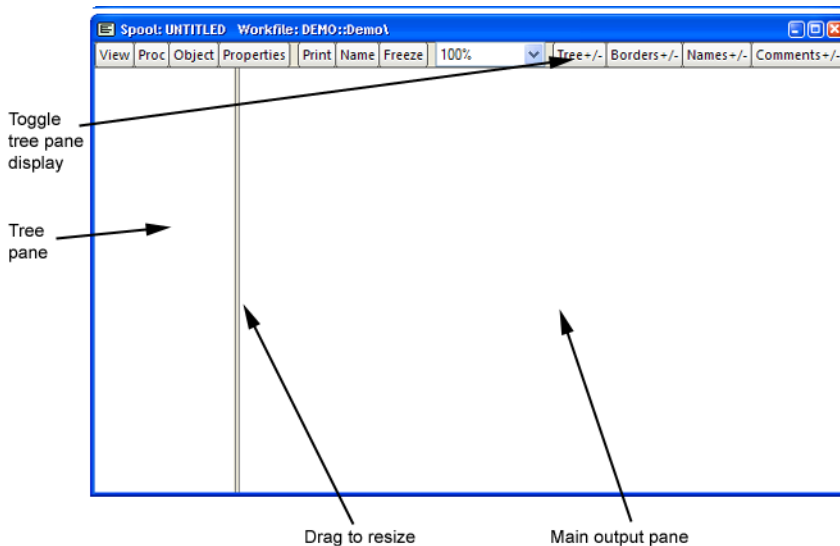 Spool: UNTITLED Workfile: DEMO::Demo\
View Proc Object Properties Print Name Freeze 100% Tree+/- Borders+/- Names+/- Comments+/-
Toggle
tree pane
display
Tree
pane
Drag to resize
Main output pane